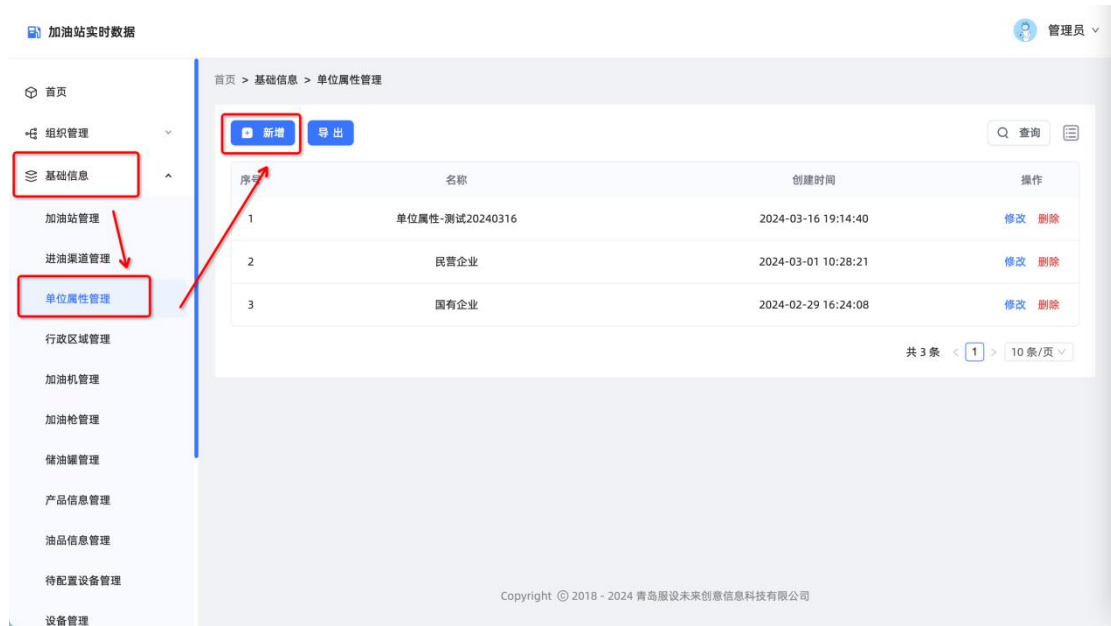 加油站实时数据
管理员
首页
组织管理
基础信息
加油站管理
进油渠道管理
单位属性管理
行政区域管理
加油机管理
加油枪管理
储油罐管理
产品信息管理
油品信息管理
待配置设备管理
设备管理
首页 > 基础信息 > 单位属性管理
新增 导出 查询
序号 名称 创建时间 操作
1 单位属性-测试20240316 2024-03-16 19:14:40 修改 删除
2 民营企业 2024-03-01 10:28:21 修改 删除
3 国有企业 2024-02-29 16:24:08 修改 删除
共 3 条 < 1 > 10 条/页
Copyright © 2018 - 2024 青岛服设未来创意信息科技有限公司